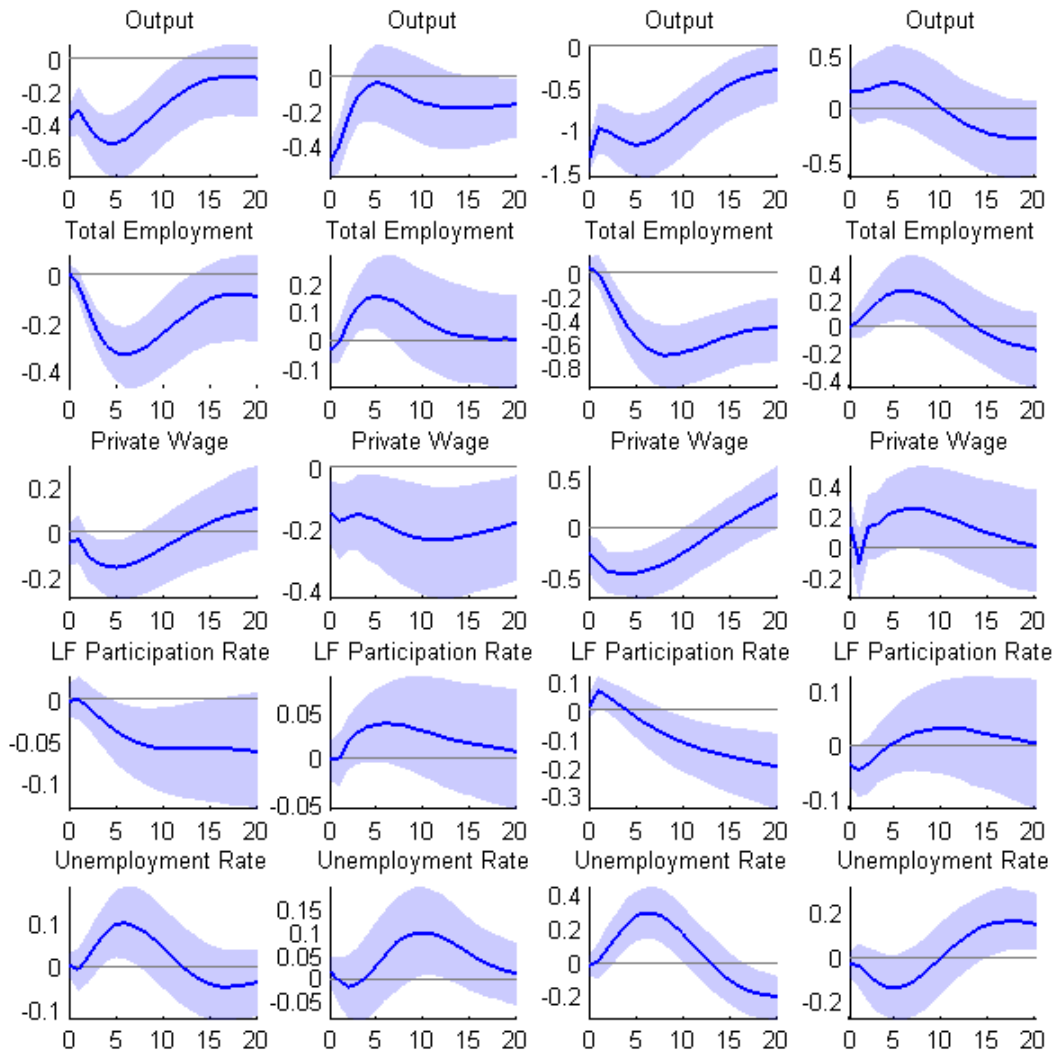 Output Output Output Output
0 0 0 0.5
-0.2 -0.2 -0.5 0
-0.4 -0.4 -1 -0.5
-0.6 -1.5
0 5 10 15 20 0 5 10 15 20 0 5 10 15 20 0 5 10 15 20
Total Employment Total Employment Total Employment Total Employment
0 0.2 0 0.4
-0.2 0.1 -0.2 0.2
-0.4 0 -0.4 0
-0.1 -0.6 -0.2
-0.8 -0.4
0 5 10 15 20 0 5 10 15 20 0 5 10 15 20 0 5 10 15 20
Private Wage Private Wage Private Wage Private Wage
0.2 0 0.5 0.4
0 -0.2 0 0.2
-0.2 -0.4 -0.5 0
-0.2
0 5 10 15 20 0 5 10 15 20 0 5 10 15 20 0 5 10 15 20
LF Participation Rate LF Participation Rate LF Participation Rate LF Participation Rate
0 0.05 0.1 0.1
-0.05 0 0 0
-0.1 -0.05 -0.1 -0.1
-0.2
-0.3
0 5 10 15 20 0 5 10 15 20 0 5 10 15 20 0 5 10 15 20
Unemployment Rate Unemployment Rate Unemployment Rate Unemployment Rate
0.1 0.15 0.4 0.2
0 0.1 0.2 0
-0.1 0.05 0 -0.2
0 -0.2
-0.05
0 5 10 15 20 0 5 10 15 20 0 5 10 15 20 0 5 10 15 20